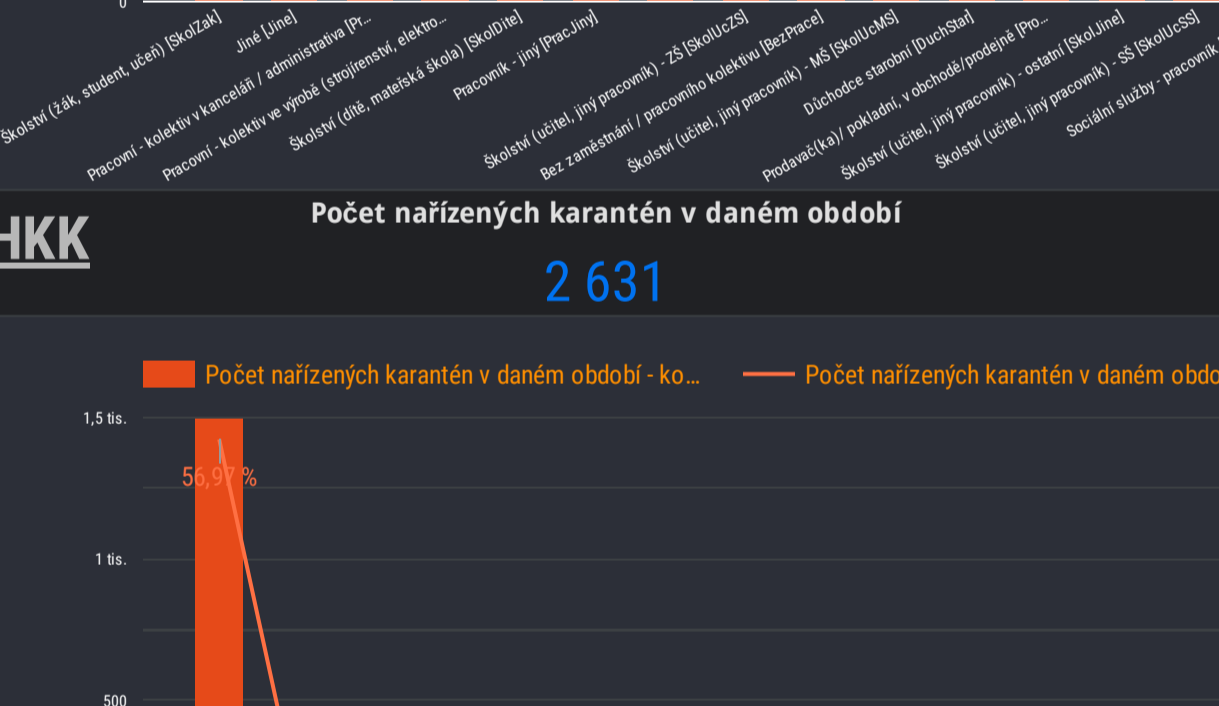 0
Školství (žák, student, učeň) [SkolZak]
Jiné [Jine]
Pracovní - kolektiv v kanceláři / administrativa [Pr...
Pracovní - kolektiv ve výrobě (strojírenství, elektro...
Školství (dítě, mateřská škola) [SkolDite]
Pracovník - jiný [PracJiny]
Školství (učitel, jiný pracovník) - ZŠ [SkolUcZS]
Bez zaměstnání / pracovního kolektivu [BezPrace]
Školství (učitel, jiný pracovník) - MŠ [SkolUcMS]
Důchodce starobní [DuchStar]
Prodavač(ka)/ pokladní, v obchodě/prodejně [Pro...
Školství (učitel, jiný pracovník) - ostatní [SkolJine]
Školství (učitel, jiný pracovník) - SŠ [SkolUcSS]
Sociální služby - pracovník
HKK
Počet nařízených karantén v daném období
2 631
Počet nařízených karantén v daném období - ko...
Počet nařízených karantén v daném obdo
1,5 tis.
56,97 %
1 tis.
500